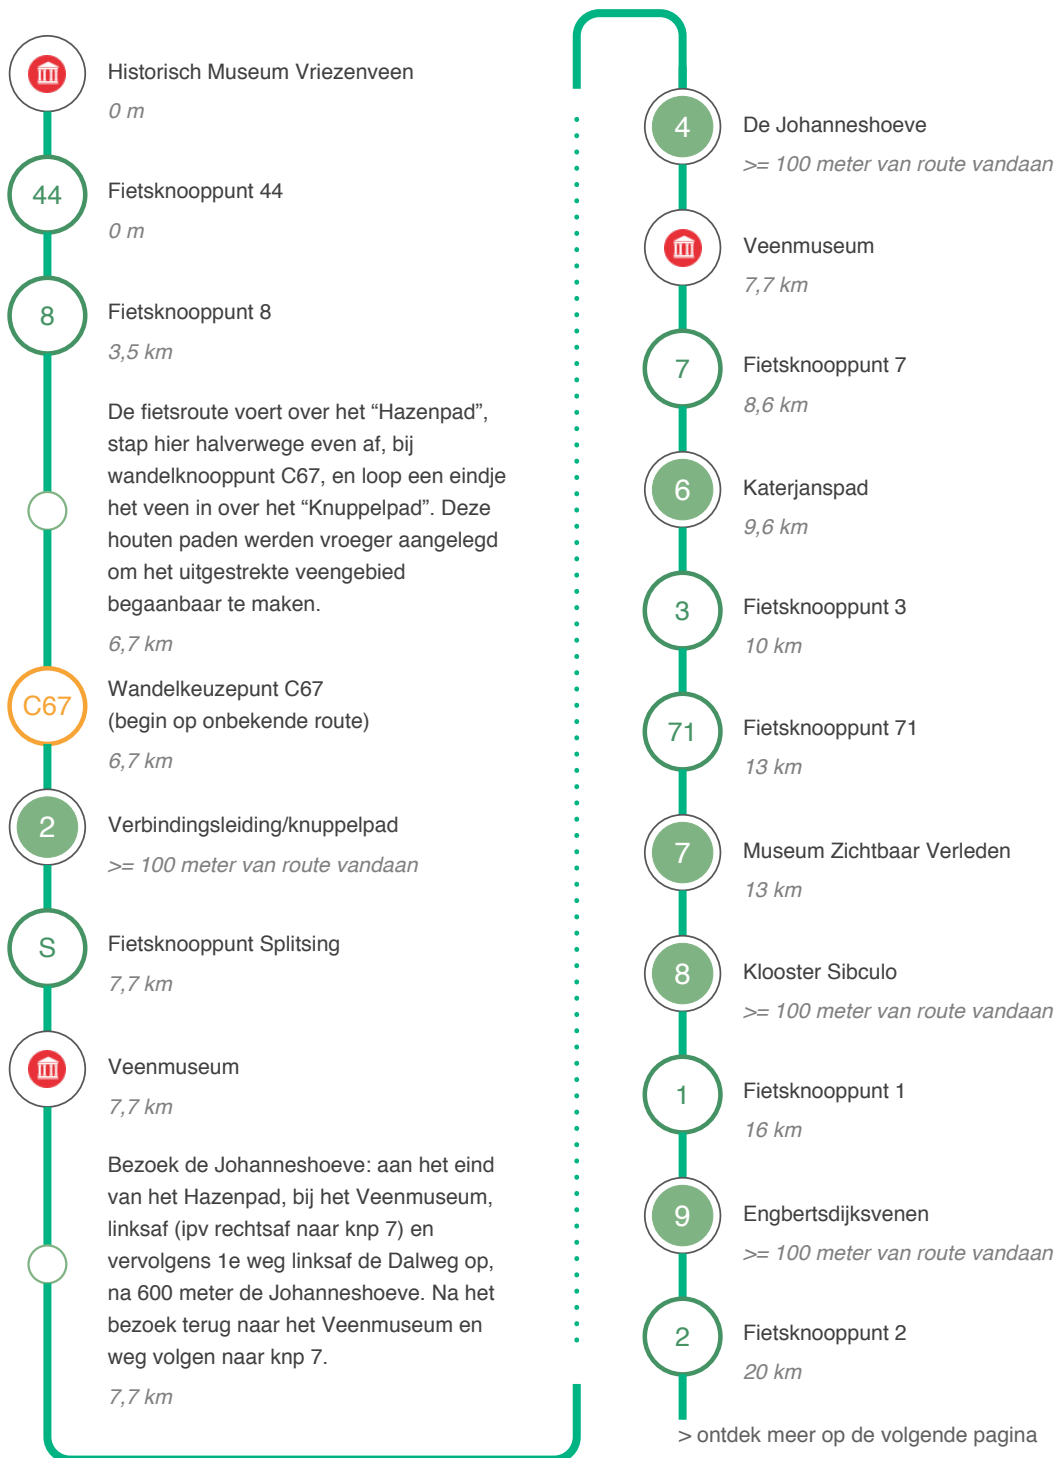 Historisch Museum Vriezenveen
0 m
44
Fietsknooppunt 44
0 m
8
Fietsknooppunt 8
3,5 km
De fietsroute voert over het “Hazenpad”,
stap hier halverwege even af, bij
wandelknooppunt C67, en loop een eindje
het veen in over het “Knuppelpad”. Deze
houten paden werden vroeger aangelegd
om het uitgestrekte veengebied
begaanbaar te maken.
6,7 km
C67
Wandelkeuzepunt C67
(begin op onbekende route)
6,7 km
2
Verbindingsleiding/knuppelpad
>= 100 meter van route vandaan
S
Fietsknooppunt Splitsing
7,7 km
Veenmuseum
7,7 km
Bezoek de Johanneshoeve: aan het eind
van het Hazenpad, bij het Veenmuseum,
linksaf (ipv rechtsaf naar knp 7) en
vervolgens 1e weg linksaf de Dalweg op,
na 600 meter de Johanneshoeve. Na het
bezoek terug naar het Veenmuseum en
weg volgen naar knp 7.
7,7 km
4
De Johanneshoeve
>= 100 meter van route vandaan
Veenmuseum
7,7 km
7
Fietsknooppunt 7
8,6 km
6
Katerjanspad
9,6 km
3
Fietsknooppunt 3
10 km
71
Fietsknooppunt 71
13 km
7
Museum Zichtbaar Verleden
13 km
8
Klooster Sibculo
>= 100 meter van route vandaan
1
Fietsknooppunt 1
16 km
9
Engbertsdijksvenen
>= 100 meter van route vandaan
2
Fietsknooppunt 2
20 km
> ontdek meer op de volgende pagina